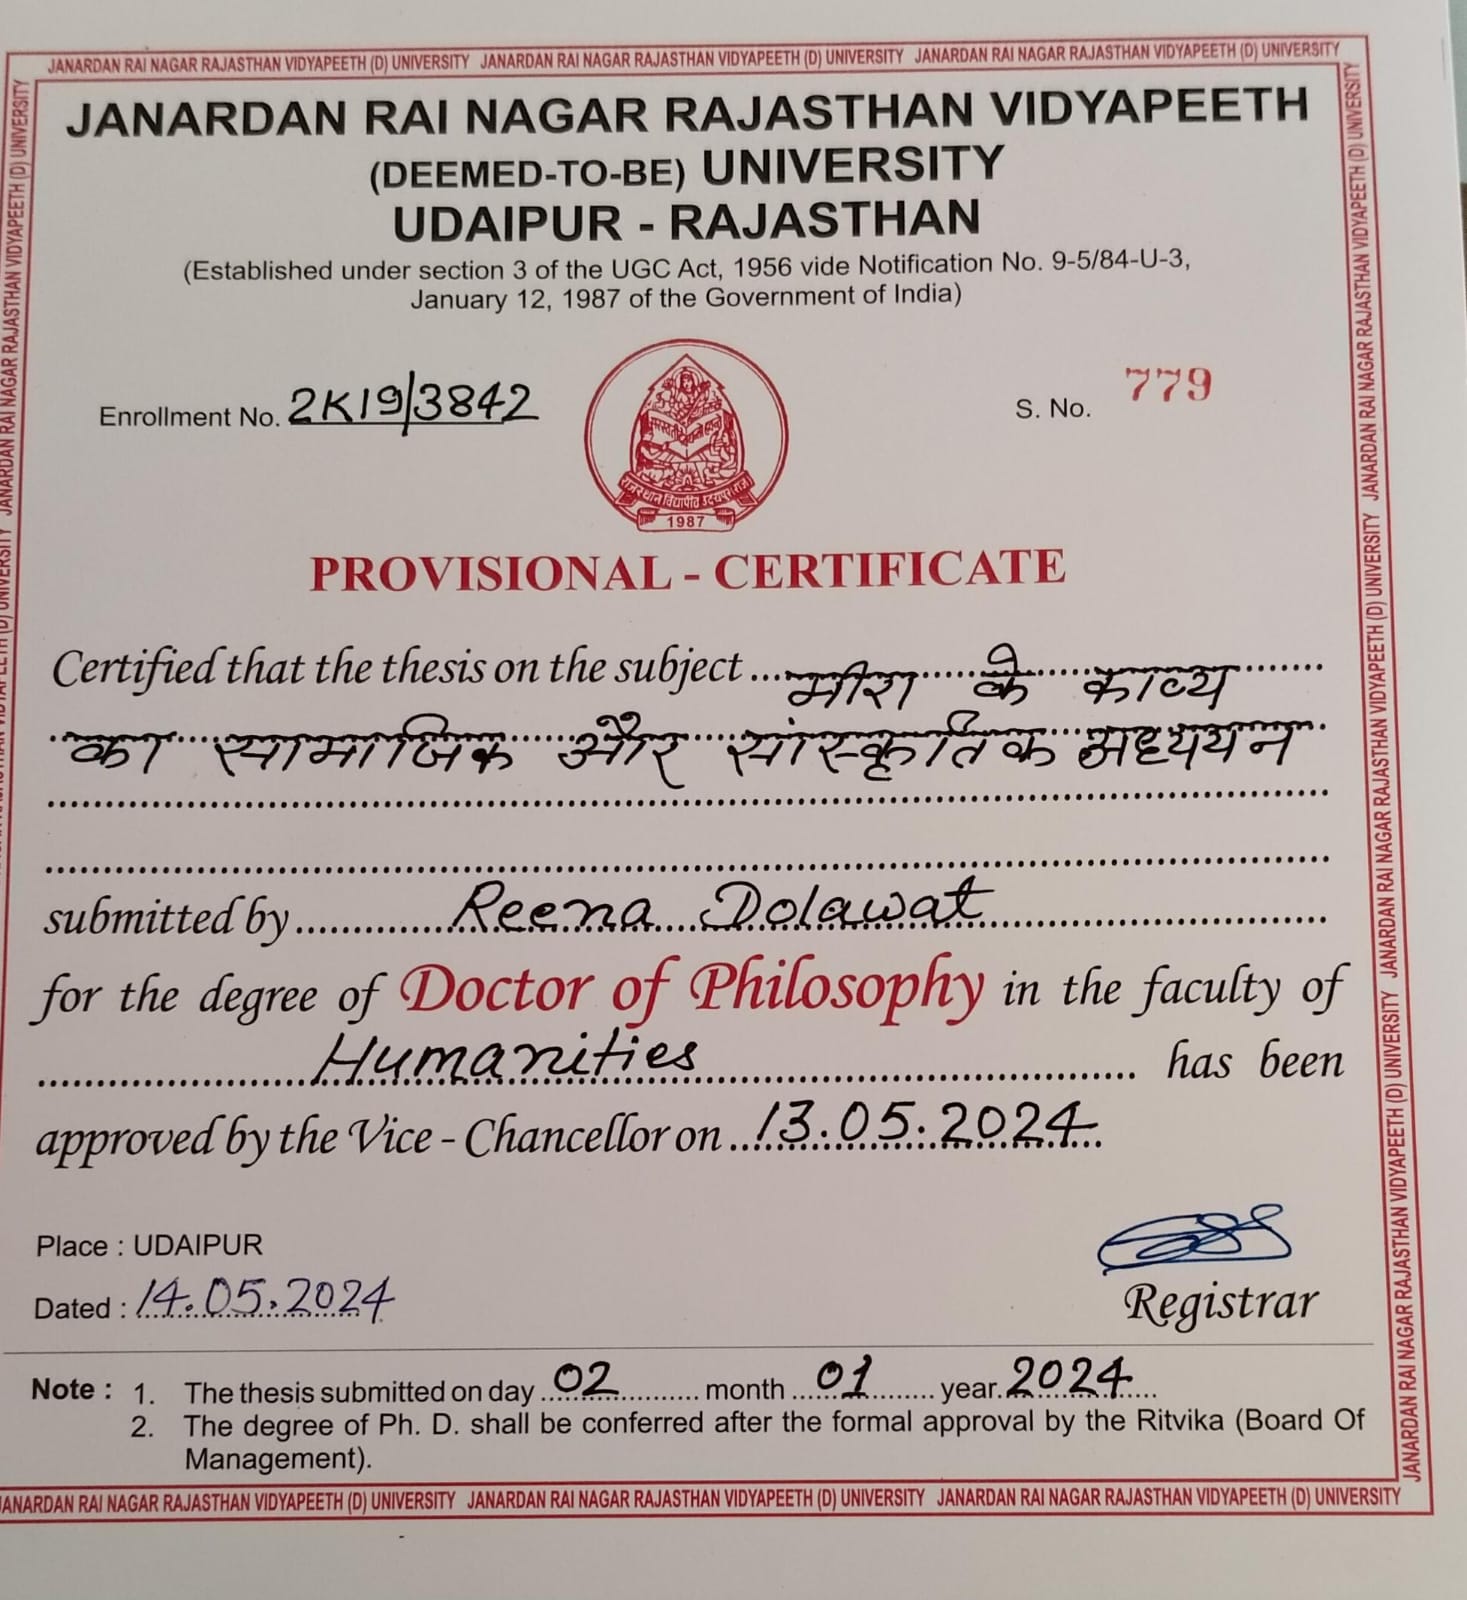 JANARDAN RAI NAGAR RAJASTHAN VIDYAPEETH (D) UNIVERSITY JANARDAN RAI NAGAR RAJASTHAN VIDYAPEETH (D) UNIVERSITY JANARDAN RAI NAGAR RAJASTHAN VIDYAPEETH (D) UNIVERSITY
JANARDAN RAI NAGAR RAJASTHAN VIDYAPEETH
(DEEMED-TO-BE) UNIVERSITY
UDAIPUR - RAJASTHAN
(Established under section 3 of the UGC Act, 1956 vide Notification No. 9-5/84-U-3,
January 12, 1987 of the Government of India)
Enrollment No. 2K19/3842
S. No. 779
राजस्थान विद्यापीठ उदयपुर राज.
1987
PROVISIONAL - CERTIFICATE
Certified that the thesis on the subject मीरा के काव्य
का सामाजिक और सांस्कृतिक अध्ययन
submitted by Reena Dolawat
for the degree of Doctor of Philosophy in the faculty of
Humanities has been
approved by the Vice - Chancellor on 13.05.2024
Place : UDAIPUR
Dated : 14.05.2024
Registrar
Note : 1. The thesis submitted on day 02 month 01 year 2024
2. The degree of Ph. D. shall be conferred after the formal approval by the Ritvika (Board Of
Management).
JANARDAN RAI NAGAR RAJASTHAN VIDYAPEETH (D) UNIVERSITY JANARDAN RAI NAGAR RAJASTHAN VIDYAPEETH (D) UNIVERSITY JANARDAN RAI NAGAR RAJASTHAN VIDYAPEETH (D) UNIVERSITY